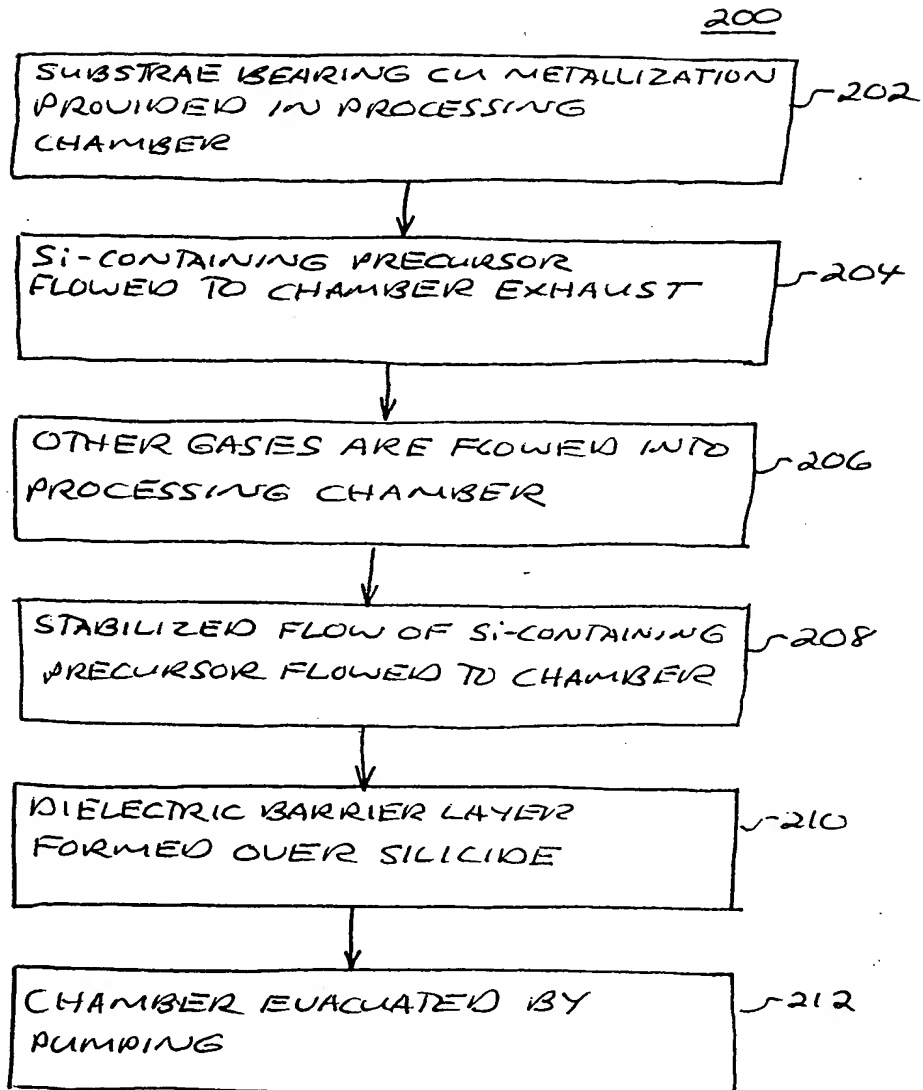 200
SUBSTRAE BEARING CU METALLIZATION
PROVIDED IN PROCESSING
CHAMBER
202
Si-CONTAINING PRECURSOR
FLOWED TO CHAMBER EXHAUST
204
OTHER GASES ARE FLOWED INTO
PROCESSING CHAMBER
206
STABILIZED FLOW OF Si-CONTAINING
PRECURSOR FLOWED TO CHAMBER
208
DIELECTRIC BARRIER LAYER
FORMED OVER SILICIDE
210
CHAMBER EVACUATED BY
PUMPING
212